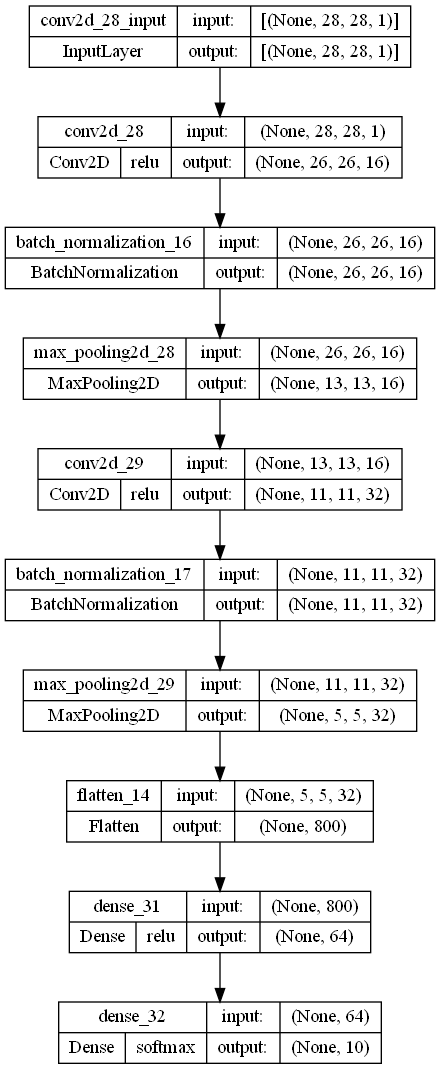 conv2d_28_input input: [(None, 28, 28, 1)]
InputLayer output: [(None, 28, 28, 1)]
conv2d_28 input: (None, 28, 28, 1)
Conv2D relu output: (None, 26, 26, 16)
batch_normalization_16 input: (None, 26, 26, 16)
BatchNormalization output: (None, 26, 26, 16)
max_pooling2d_28 input: (None, 26, 26, 16)
MaxPooling2D output: (None, 13, 13, 16)
conv2d_29 input: (None, 13, 13, 16)
Conv2D relu output: (None, 11, 11, 32)
batch_normalization_17 input: (None, 11, 11, 32)
BatchNormalization output: (None, 11, 11, 32)
max_pooling2d_29 input: (None, 11, 11, 32)
MaxPooling2D output: (None, 5, 5, 32)
flatten_14 input: (None, 5, 5, 32)
Flatten output: (None, 800)
dense_31 input: (None, 800)
Dense relu output: (None, 64)
dense_32 input: (None, 64)
Dense softmax output: (None, 10)